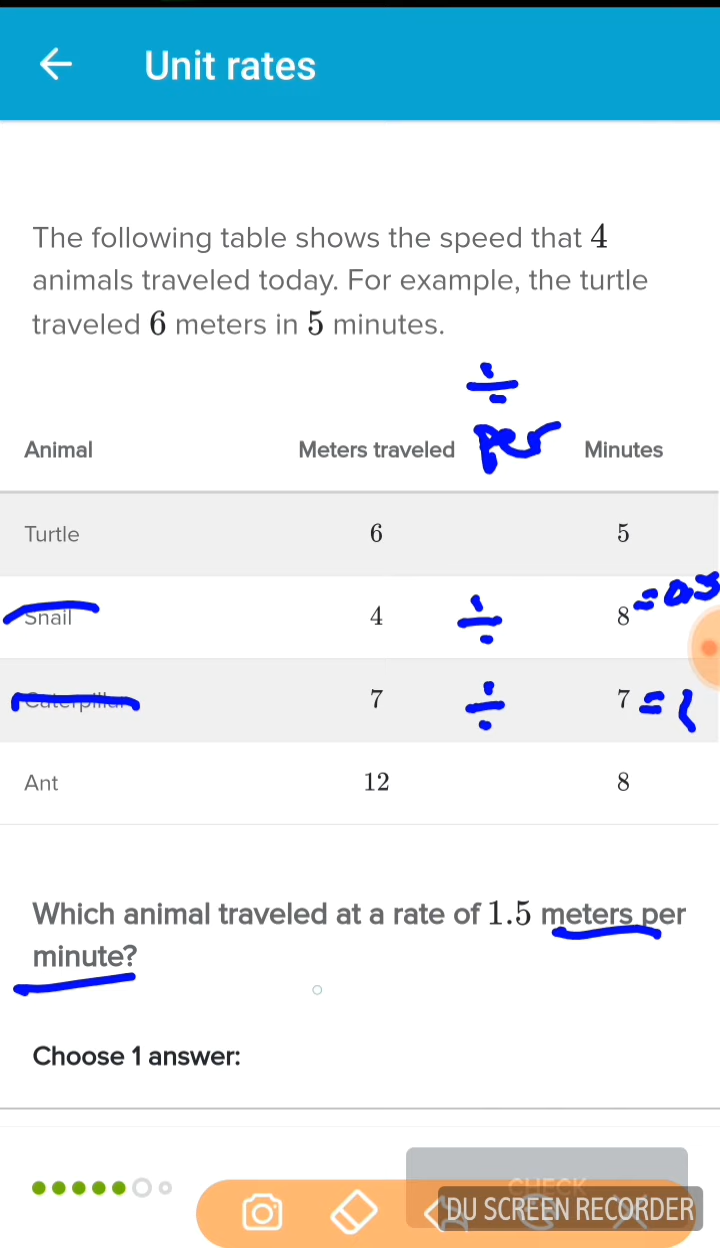 Unit rates
The following table shows the speed that 4
animals traveled today. For example, the turtle
traveled 6 meters in 5 minutes.
÷
Animal Meters traveled per Minutes
Turtle 6 5
Snail 4 ÷ 8 =
Caterpillar 7 ÷ 7 = 1
Ant 12 8
Which animal traveled at a rate of 1.5 meters per
minute?
Choose 1 answer:
CHECK
DU SCREEN RECORDER